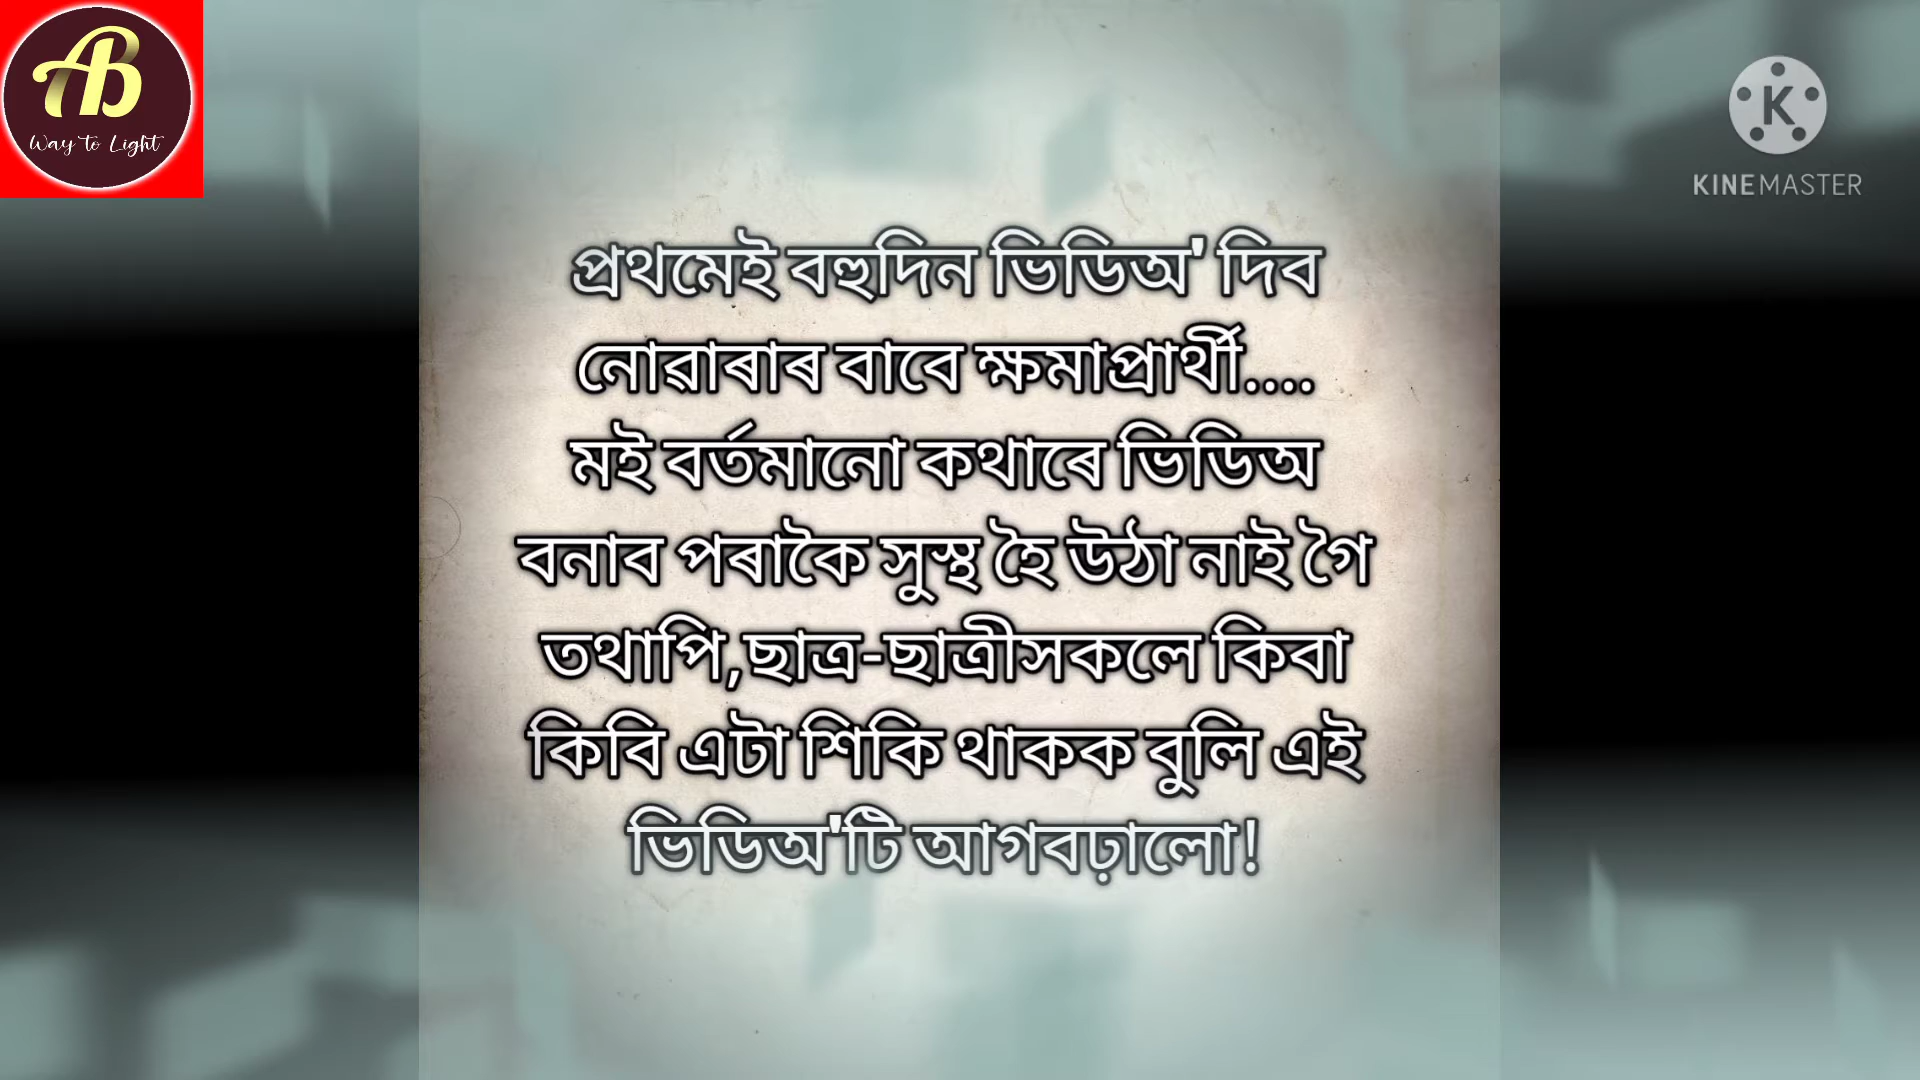 AB
Way to Light
K
KINEMASTER
প্ৰথমেই বহুদিন ভিডিঅ' দিব
নোৱাৰাৰ বাবে ক্ষমাপ্ৰাৰ্থী....
মই বৰ্তমানো কথাৰে ভিডিঅ
বনাব পৰাকৈ সুস্থ হৈ উঠা নাই গৈ
তথাপি,ছাত্ৰ-ছাত্ৰীসকলে কিবা
কিবি এটা শিকি থাকক বুলি এই
ভিডিঅ'টি আগবঢ়ালো!